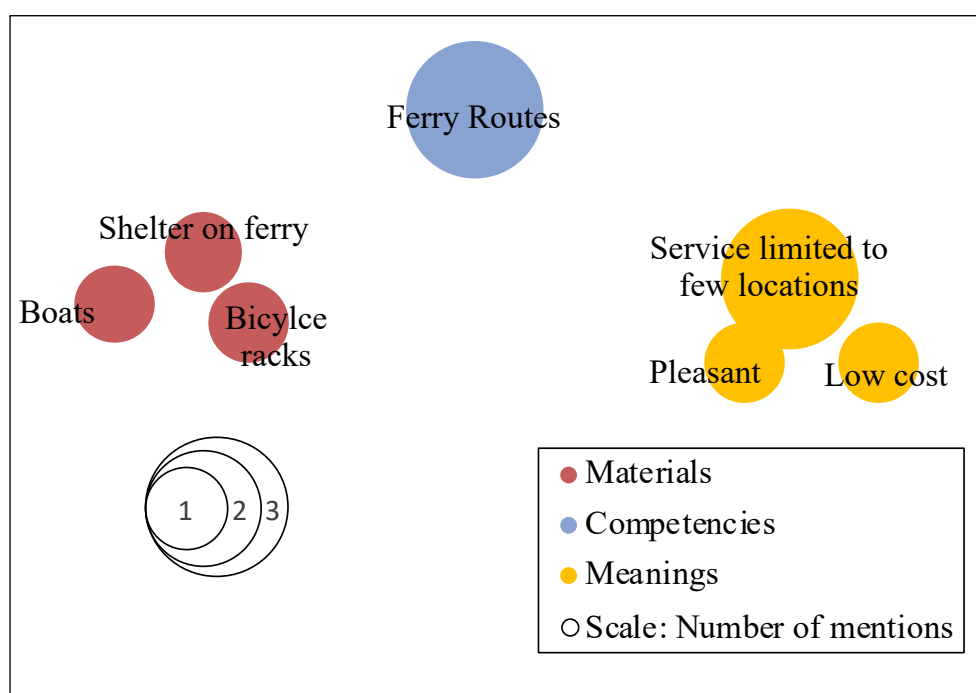 Ferry Routes
Shelter on ferry
Service limited to
few locations
Boats
Bicylce
racks
Pleasant
Low cost
1 2 3
Materials
Competencies
Meanings
Scale: Number of mentions